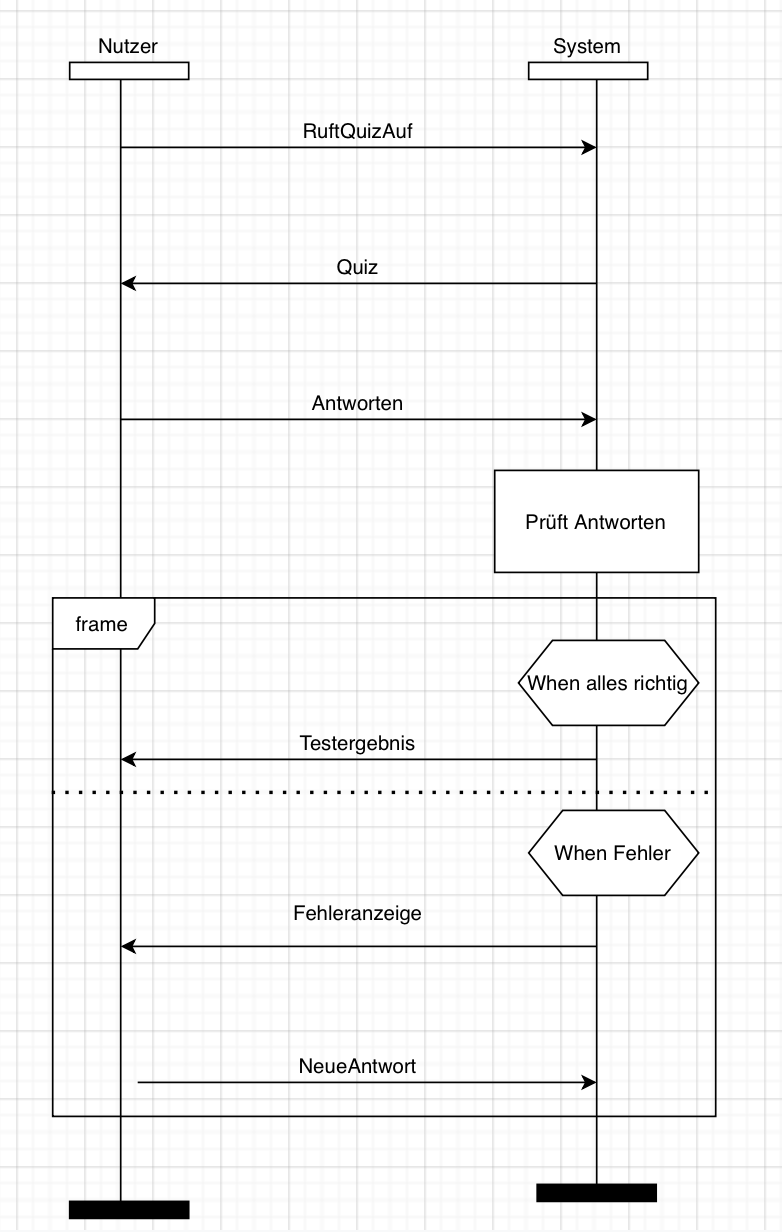 Nutzer
System
RuftQuizAuf
Quiz
Antworten
Prüft Antworten
frame
When alles richtig
Testergebnis
When Fehler
Fehleranzeige
NeueAntwort